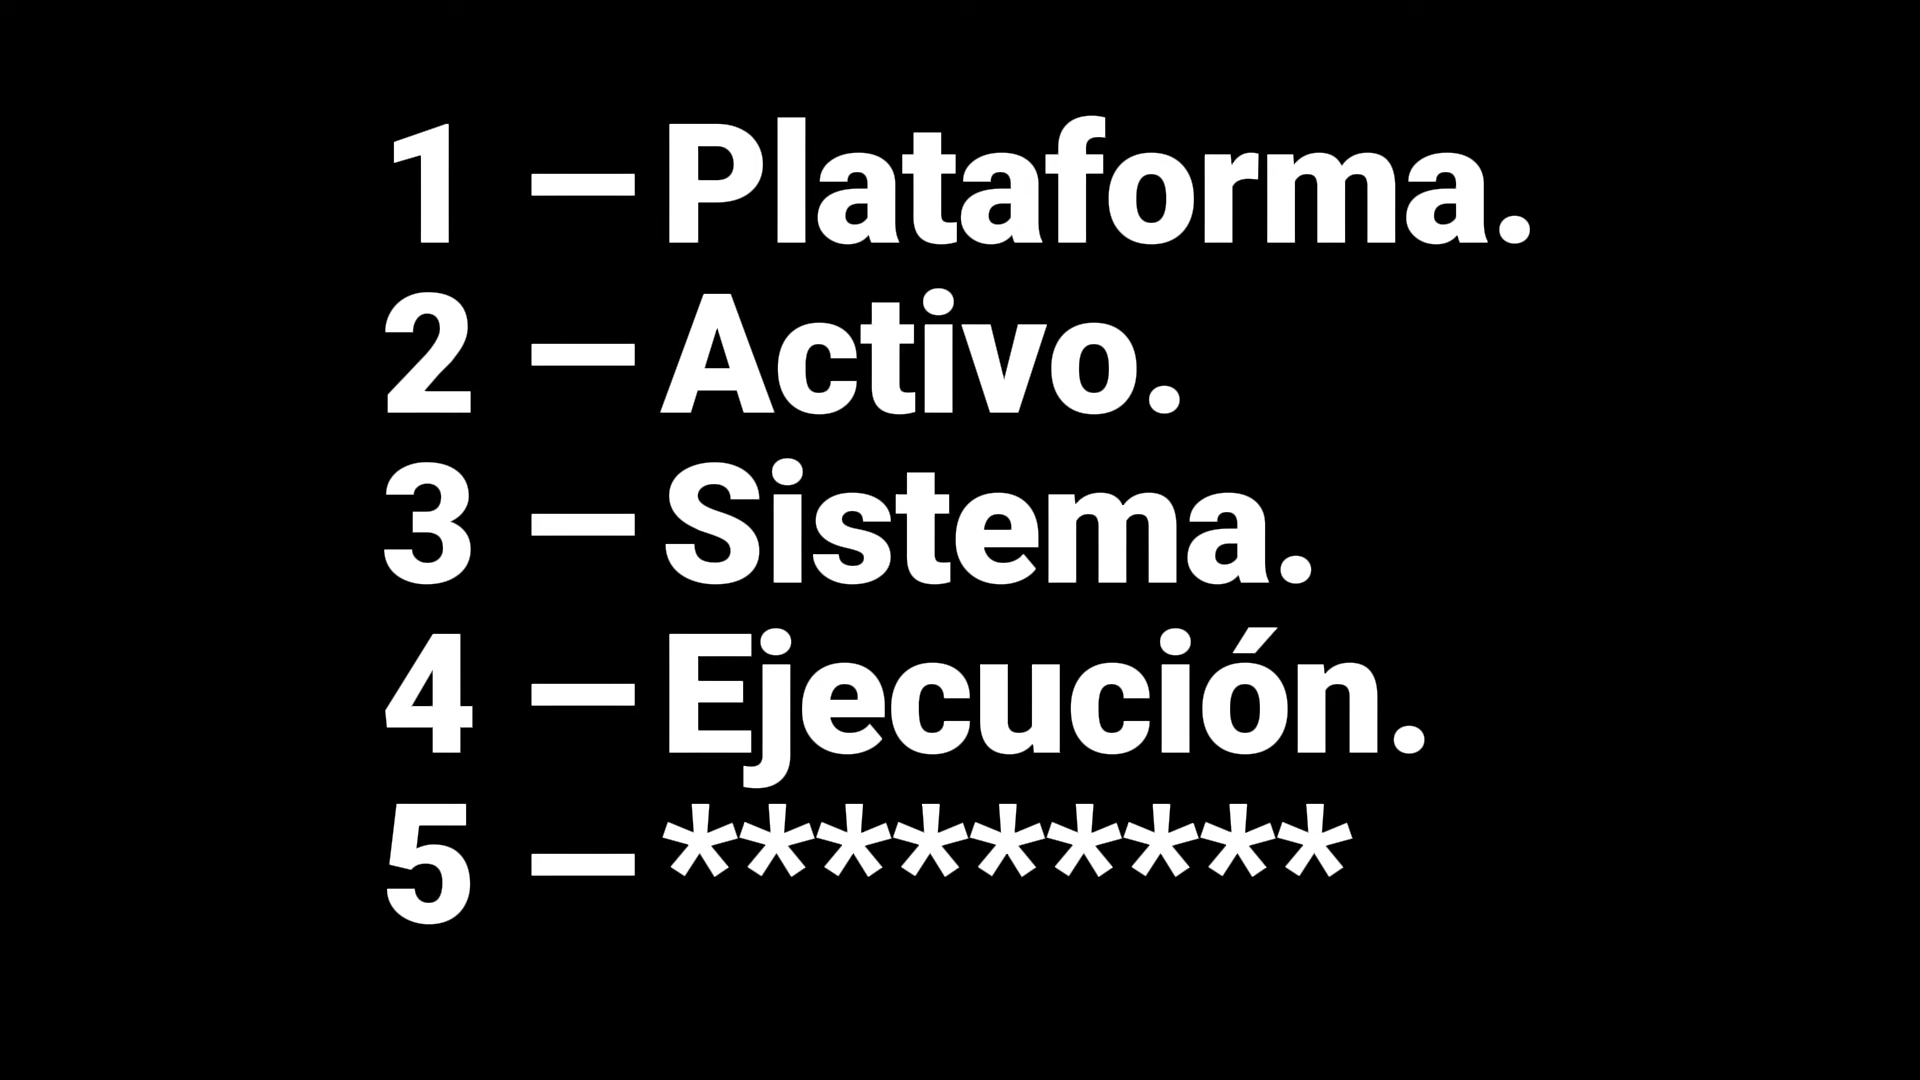 1 – Plataforma.
2 – Activo.
3 – Sistema.
4 – Ejecución.
5 – *********